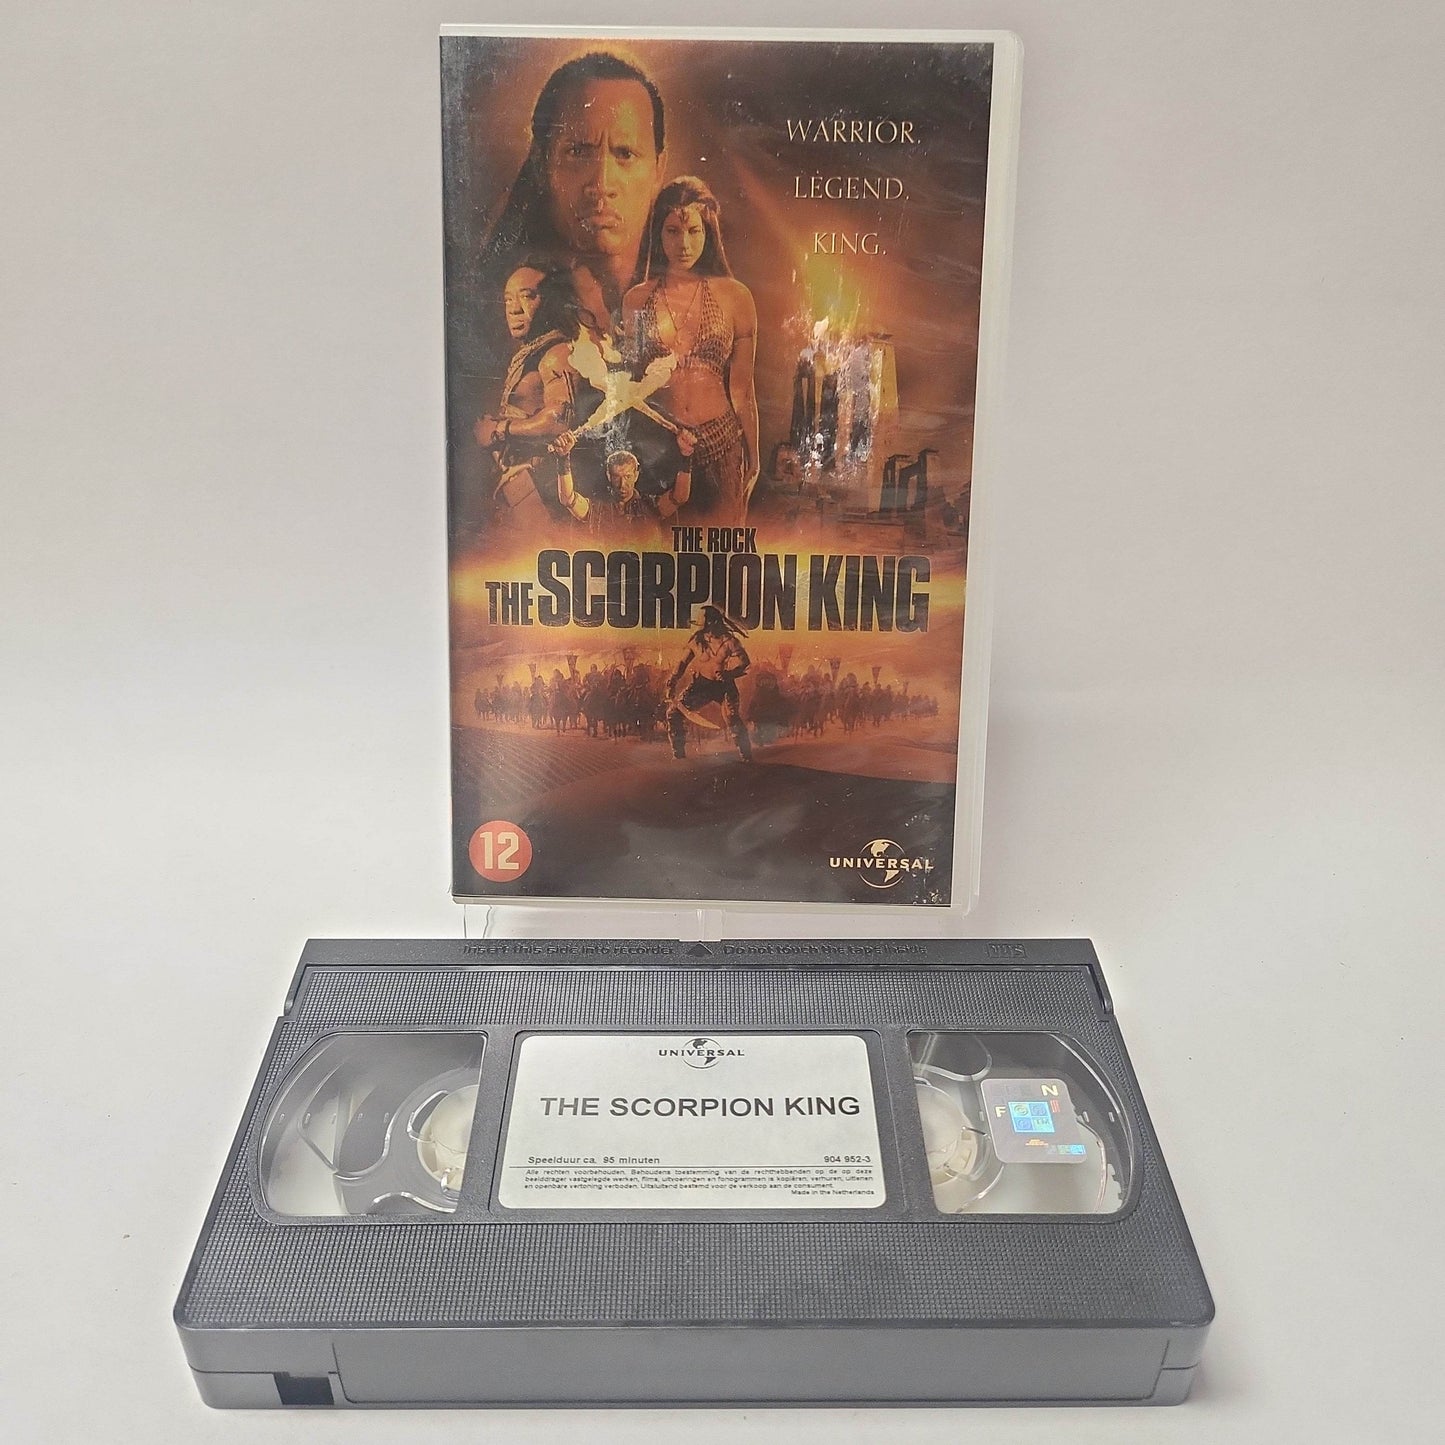 WARRIOR.
LEGEND.
KING.
THE ROCK
THE SCORPION KING
12
UNIVERSAL
Insert this side into recorder Do not touch the tape inside VHS
UNIVERSAL
THE SCORPION KING
Speelduur ca. 95 minuten 904 952-3
Alle rechten voorbehouden. Behoudens toestemming van de rechthebbenden op de op deze
beelddrager vastgelegde werken, films, uitvoeringen en fonogrammen is kopiëren, verhuren, uitlenen
en openbare vertoning verboden. Uitsluitend bestemd voor de verkoop aan de consument.
Made in the Netherlands
N
F